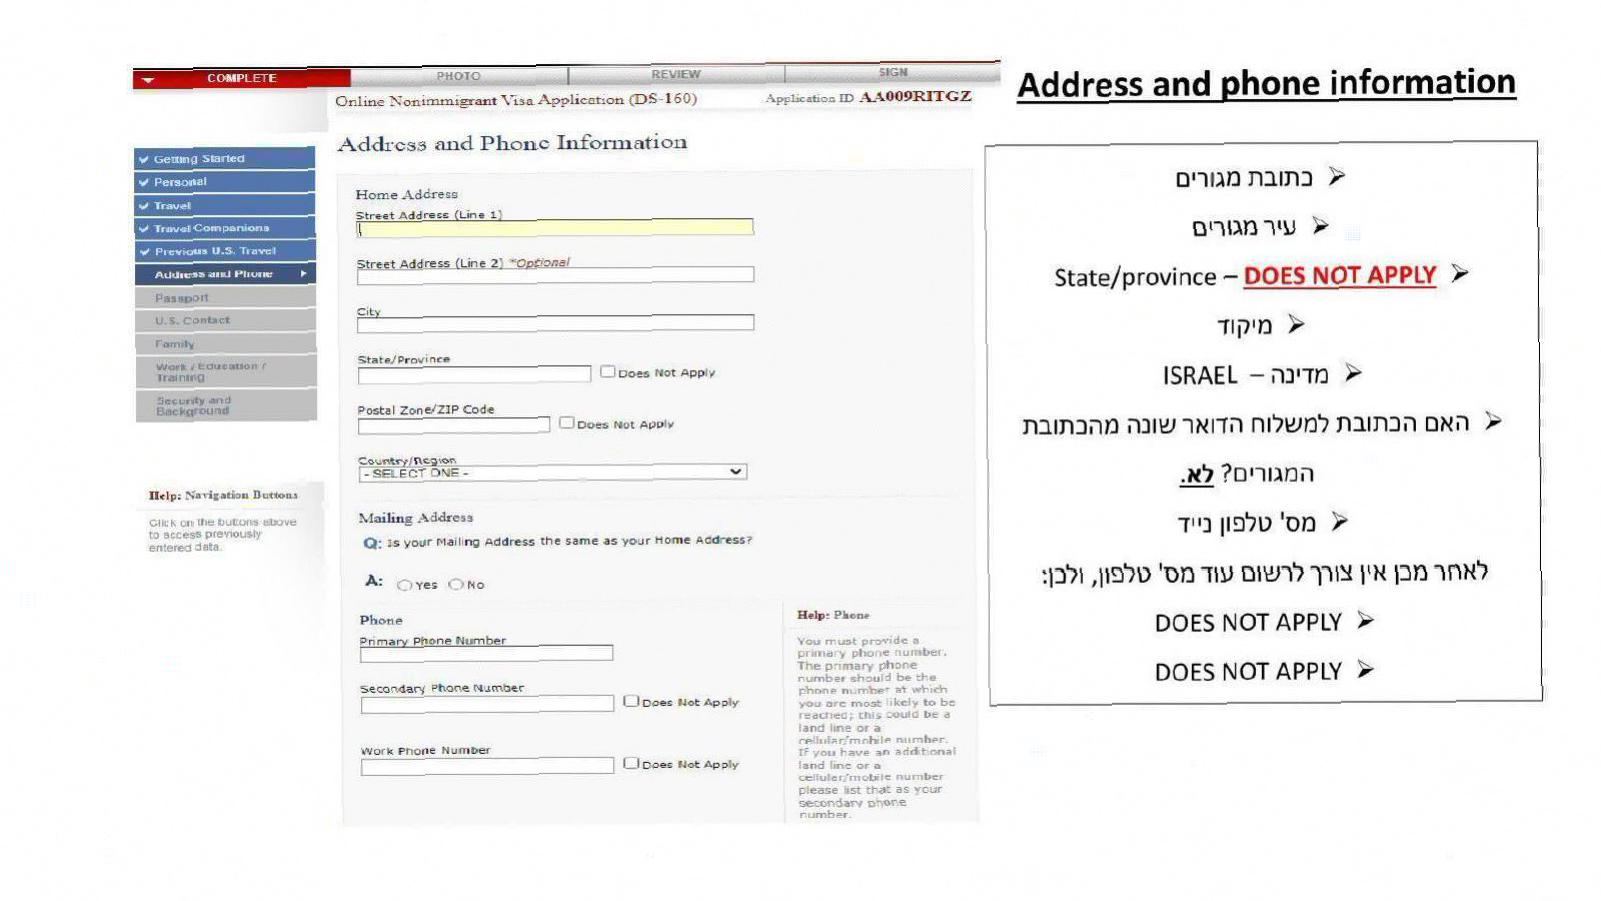 COMPLETE
PHOTO
REVIEW
SIGN
Online Nonimmigrant Visa Application (DS-160)
Application ID AA009RITGZ
Address and Phone Information
✓ Getting Started
✓ Personal
✓ Travel
✓ Travel Companions
✓ Previous U.S. Travel
Address and Phone
Passport
U.S. Contact
Family
Work / Education /
Training
Security and
Background
Help: Navigation Buttons
Click on the buttons above
to access previously
entered data.
Home Address
Street Address (Line 1)
Street Address (Line 2) *Optional
City
State/Province
Does Not Apply
Postal Zone/ZIP Code
Does Not Apply
Country/Region
- SELECT ONE -
Mailing Address
Q: Is your Mailing Address the same as your Home Address?
A: Yes No
Phone
Primary Phone Number
Secondary Phone Number
Does Not Apply
Work Phone Number
Does Not Apply
Help: Phone
You must provide a
primary phone number.
The primary phone
number should be the
phone number at which
you are most likely to be
reached; this could be a
land line or a
cellular/mobile number.
If you have an additional
land line or a
cellular/mobile number
please list that as your
secondary phone
number.
Address and phone information
➢ כתובת מגורים
➢ עיר מגורים
➢ State/province – DOES NOT APPLY
➢ מיקוד
➢ מדינה – ISRAEL
➢ האם הכתובת למשלוח הדואר שונה מהכתובת
המגורים? לא.
➢ מס' טלפון נייד
לאחר מכן אין צורך לרשום עוד מס' טלפון, ולכן:
➢ DOES NOT APPLY
➢ DOES NOT APPLY